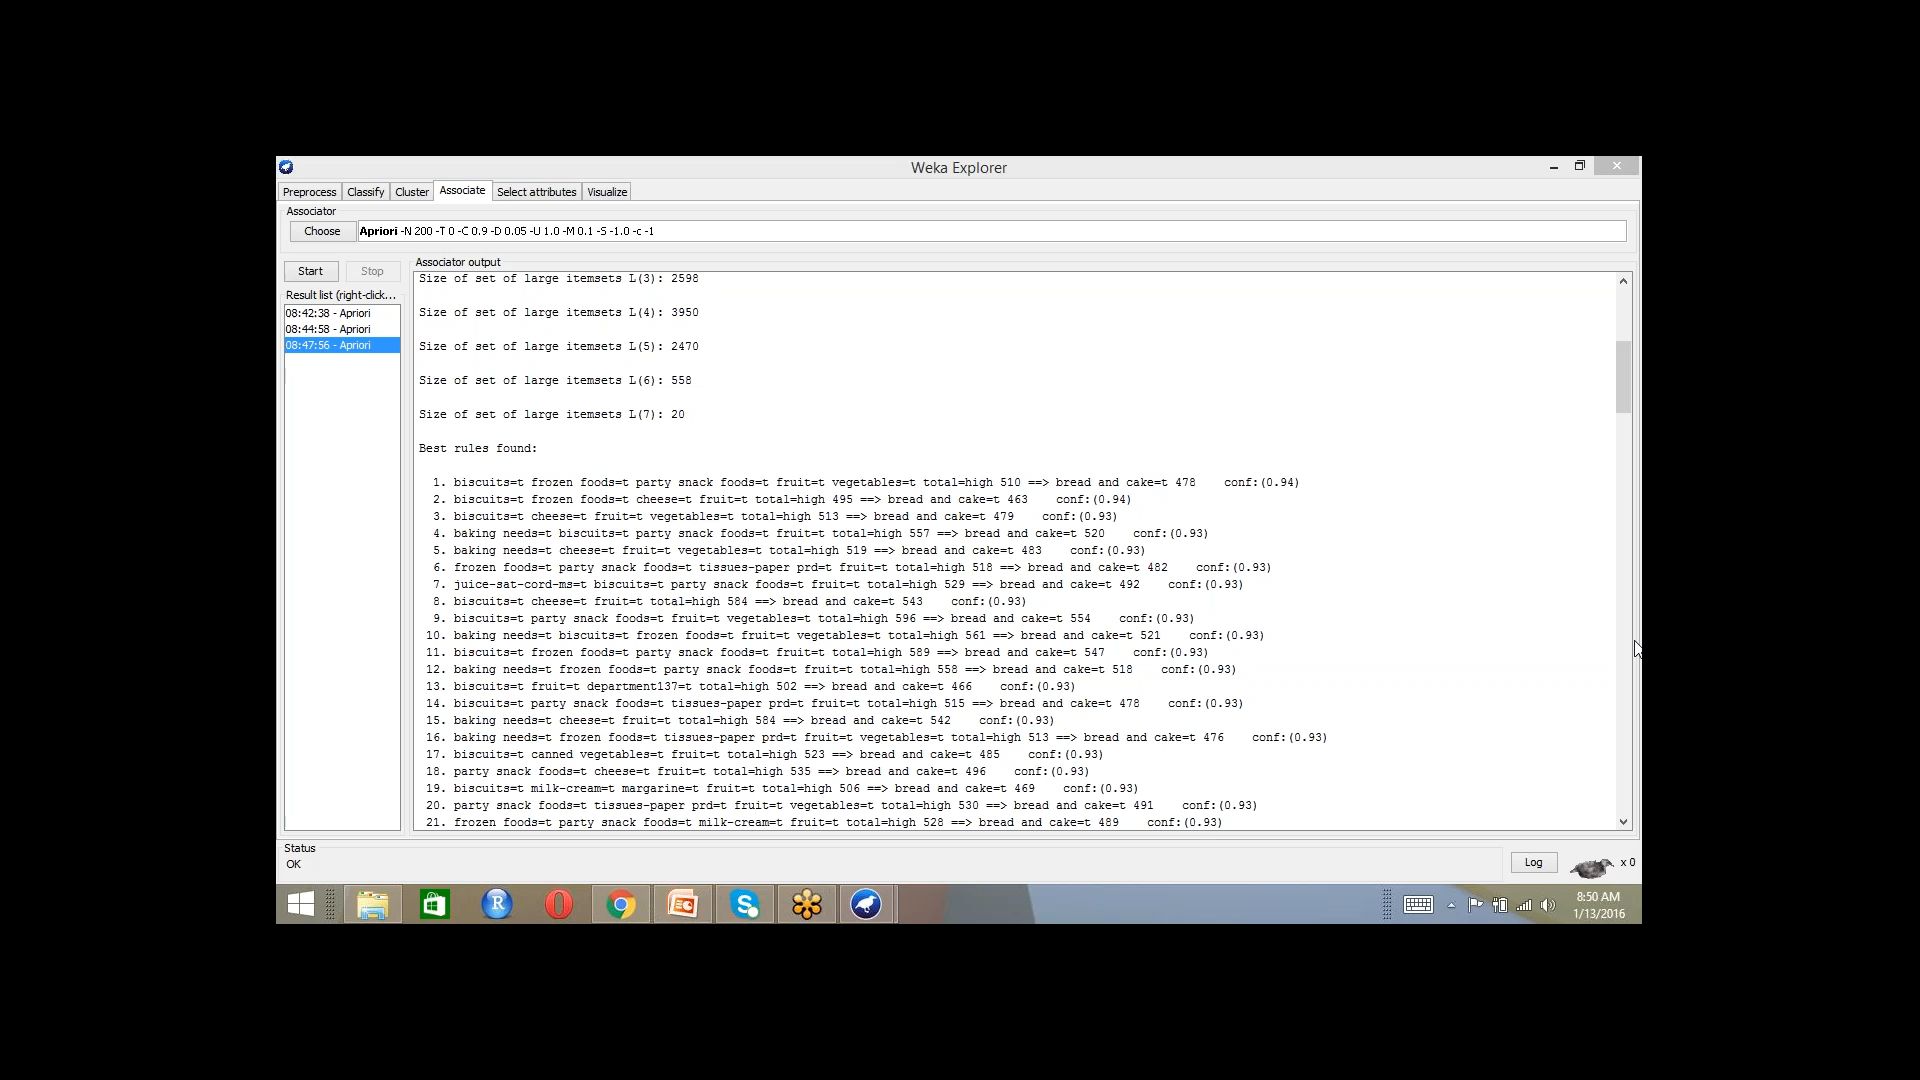 Weka Explorer
Preprocess Classify Cluster Associate Select attributes Visualize
Associator
Choose Apriori -N 200 -T 0 -C 0.9 -D 0.05 -U 1.0 -M 0.1 -S -1.0 -c -1
Start Stop
Result list (right-click...
08:42:38 - Apriori
08:44:58 - Apriori
08:47:56 - Apriori
Associator output
Size of set of large itemsets L(3): 2598
Size of set of large itemsets L(4): 3950
Size of set of large itemsets L(5): 2470
Size of set of large itemsets L(6): 558
Size of set of large itemsets L(7): 20
Best rules found:
1. biscuits=t frozen foods=t party snack foods=t fruit=t vegetables=t total=high 510 ==> bread and cake=t 478 conf:(0.94)
2. biscuits=t frozen foods=t cheese=t fruit=t total=high 495 ==> bread and cake=t 463 conf:(0.94)
3. biscuits=t cheese=t fruit=t vegetables=t total=high 513 ==> bread and cake=t 479 conf:(0.93)
4. baking needs=t biscuits=t party snack foods=t fruit=t total=high 557 ==> bread and cake=t 520 conf:(0.93)
5. baking needs=t cheese=t fruit=t vegetables=t total=high 519 ==> bread and cake=t 483 conf:(0.93)
6. frozen foods=t party snack foods=t tissues-paper prd=t fruit=t total=high 518 ==> bread and cake=t 482 conf:(0.93)
7. juice-sat-cord-ms=t biscuits=t party snack foods=t fruit=t total=high 529 ==> bread and cake=t 492 conf:(0.93)
8. biscuits=t cheese=t fruit=t total=high 584 ==> bread and cake=t 543 conf:(0.93)
9. biscuits=t party snack foods=t fruit=t vegetables=t total=high 596 ==> bread and cake=t 554 conf:(0.93)
10. baking needs=t biscuits=t frozen foods=t fruit=t vegetables=t total=high 561 ==> bread and cake=t 521 conf:(0.93)
11. biscuits=t frozen foods=t party snack foods=t fruit=t total=high 589 ==> bread and cake=t 547 conf:(0.93)
12. baking needs=t frozen foods=t party snack foods=t fruit=t total=high 558 ==> bread and cake=t 518 conf:(0.93)
13. biscuits=t fruit=t department137=t total=high 502 ==> bread and cake=t 466 conf:(0.93)
14. biscuits=t party snack foods=t tissues-paper prd=t fruit=t total=high 515 ==> bread and cake=t 478 conf:(0.93)
15. baking needs=t cheese=t fruit=t total=high 584 ==> bread and cake=t 542 conf:(0.93)
16. baking needs=t frozen foods=t tissues-paper prd=t fruit=t vegetables=t total=high 513 ==> bread and cake=t 476 conf:(0.93)
17. biscuits=t canned vegetables=t fruit=t total=high 523 ==> bread and cake=t 485 conf:(0.93)
18. party snack foods=t cheese=t fruit=t total=high 535 ==> bread and cake=t 496 conf:(0.93)
19. biscuits=t milk-cream=t margarine=t fruit=t total=high 506 ==> bread and cake=t 469 conf:(0.93)
20. party snack foods=t tissues-paper prd=t fruit=t vegetables=t total=high 530 ==> bread and cake=t 491 conf:(0.93)
21. frozen foods=t party snack foods=t milk-cream=t fruit=t total=high 528 ==> bread and cake=t 489 conf:(0.93)
Status
OK
Log x 0
8:50 AM
1/13/2016